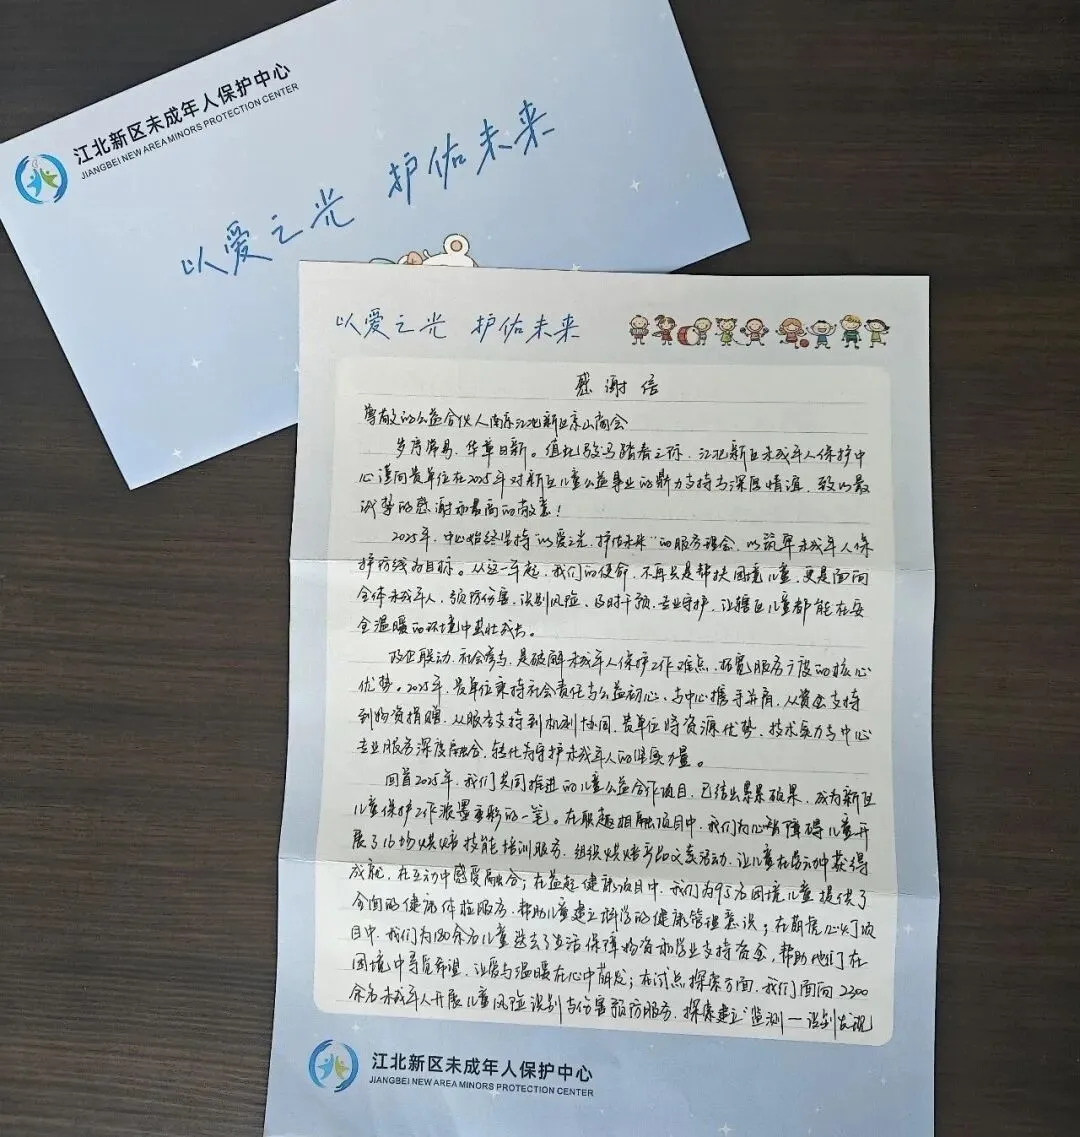 江北新区未成年人保护中心
JIANGBEI NEW AREA MINORS PROTECTION CENTER
以爱之光 护佑未来
以爱之光 护佑未来
感谢信
尊敬的公益合伙人南京江北新区京山商会
岁序常易,华章日新。值此骏马踏春之际,江北新区未成年人保护中
心谨向贵单位在2025年对新区儿童公益事业的鼎力支持与深厚情谊,致以最
诚挚的感谢和最高的敬意!
2025年,中心始终坚持“以爱之光,护佑未来”的服务理念,以筑牢未成年人保
护防线为目标。从这一年起,我们的使命,不再只是帮扶困境儿童,更是面向
全体未成年人,预防伤害、识别风险、及时干预、专业守护,让辖区儿童都能在安
全温暖的环境中茁壮成长。
政企联动、社会参与,是破解未成年人保护工作难点、拓宽服务广度的核心
优势。2025年,贵单位秉持社会责任与公益初心,与中心携手并肩,从资金支持
到物资捐赠,从服务支持到机制协同,贵单位将资源优势、技术实力与中心
专业服务深度融合,转化为守护未成年人的坚实力量。
回首2025年,我们共同推进的儿童公益合作项目,已结出累累硕果,成为新区
儿童保护工作浓墨重彩的一笔。在职趣相融项目中,我们为心智障碍儿童开
展了16场烘焙技能培训服务,组织烘焙产品义卖活动,让儿童在劳动中获得
成就,在互动中感受融合;在益起健康项目中,我们为95名困境儿童提供了
全面的健康体检服务,帮助儿童建立科学的健康管理意识;在萌虎心灯项
目中,我们为180余名儿童送去了生活保障物资和学业支持资金,帮助他们在
困境中寻觅希望,让爱与温暖在心中萌发;在试点探索方面,我们面向2300
余名未成年人开展儿童风险识别与伤害预防服务,探索建立“监测—识别发现
江北新区未成年人保护中心
JIANGBEI NEW AREA MINORS PROTECTION CENTER